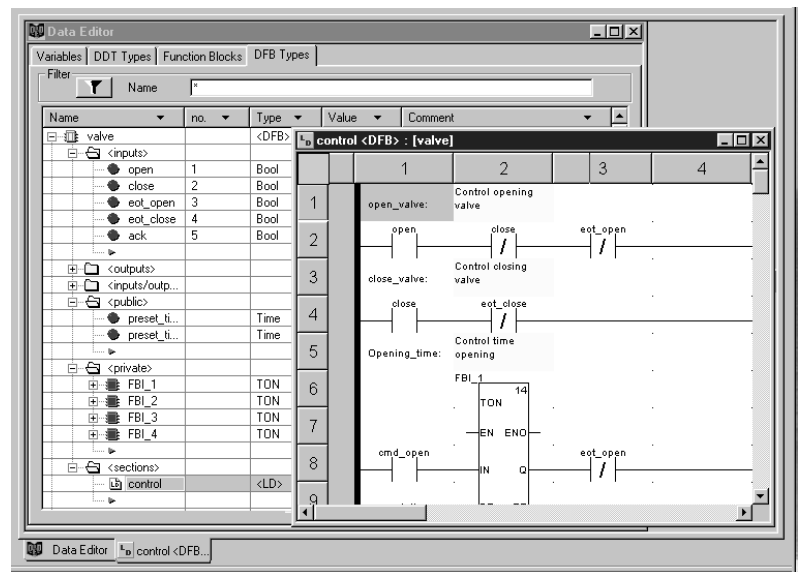 Data Editor
Variables DDT Types Function Blocks DFB Types
Filter
Name *
Name no. Type Value Comment
valve <DFB>
<inputs>
open 1 Bool
close 2 Bool
eot_open 3 Bool
eot_close 4 Bool
ack 5 Bool
<outputs>
<inputs/outp...
<public>
preset_ti... Time
preset_ti... Time
<private>
FBI_1 TON
FBI_2 TON
FBI_3 TON
FBI_4 TON
<sections>
control <LD>
control <DFB> : [valve]
1 2 3 4
1 open_valve: Control opening
valve
2 open close eot_open
3 close_valve: Control closing
valve
4 close eot_close
5 Opening_time: Control time
opening
FBI_1
6 14
TON
7 EN ENO
8 cmd_open IN Q eot_open
9
Data Editor control <DFB...